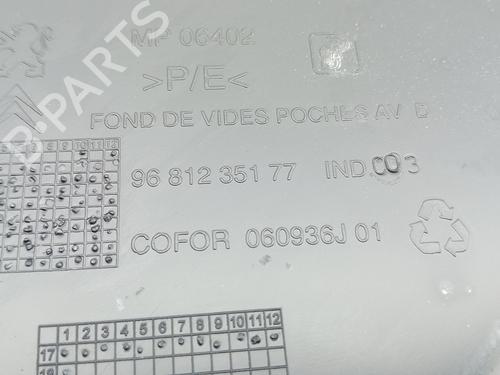 MP 06402
>P/E<
FOND DE VIDES POCHES AV D
B-PARTS
96 812 351 77 IND 003
COFOR 060936J 01
1 2 3 4 5 6 7 8 9 10 11 12
17